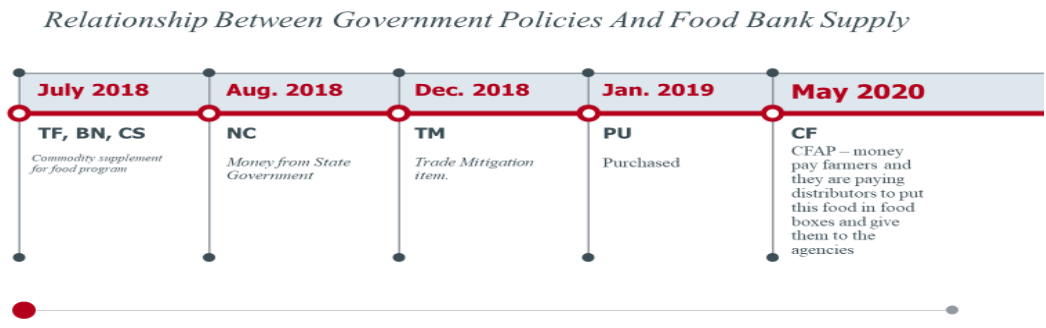 Relationship Between Government Policies And Food Bank Supply
July 2018
Aug. 2018
Dec. 2018
Jan. 2019
May 2020
TF, BN, CS
Commodity supplement
for food program
NC
Money from State
Government
TM
Trade Mitigation
item.
PU
Purchased
CF
CFAP – money
pay farmers and
they are paying
distributors to put
this food in food
boxes and give
them to the
agencies